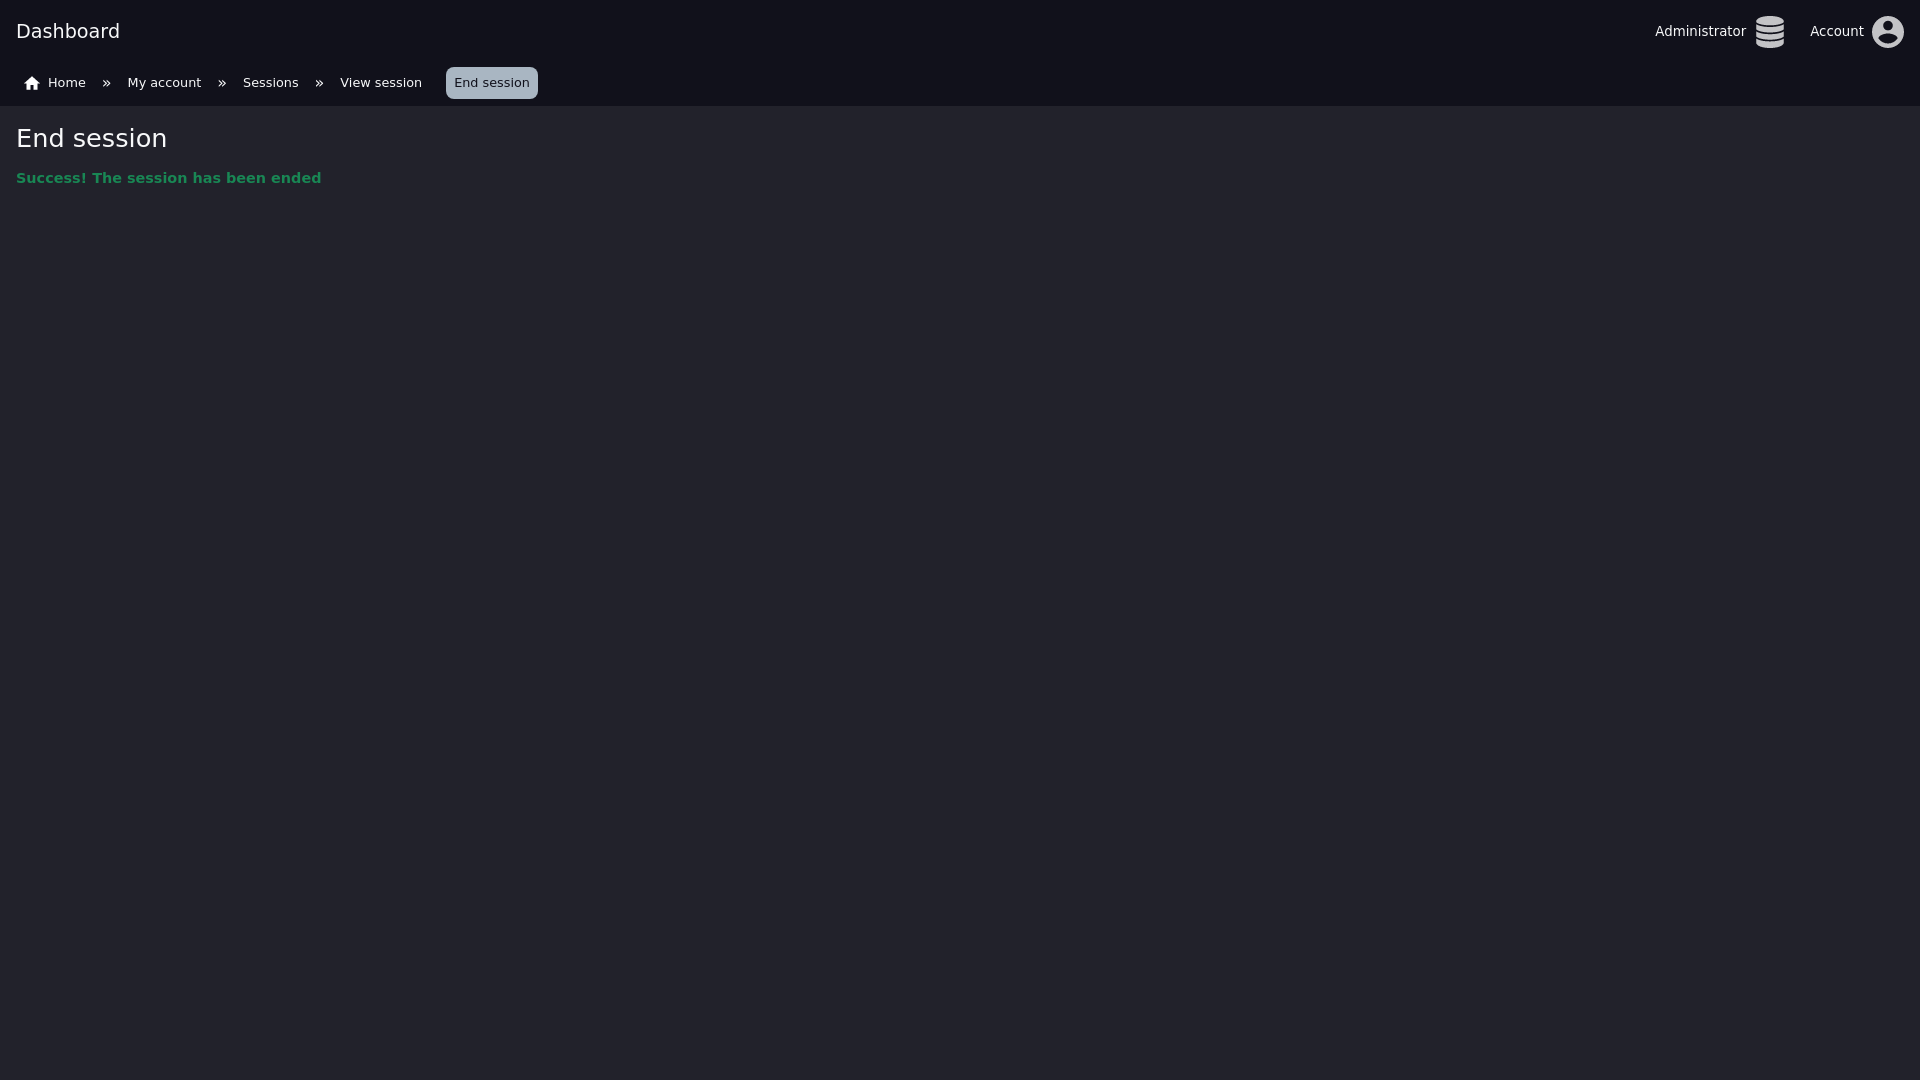 Dashboard
Administrator
Account
Home » My account » Sessions » View session End session
End session
Success! The session has been ended